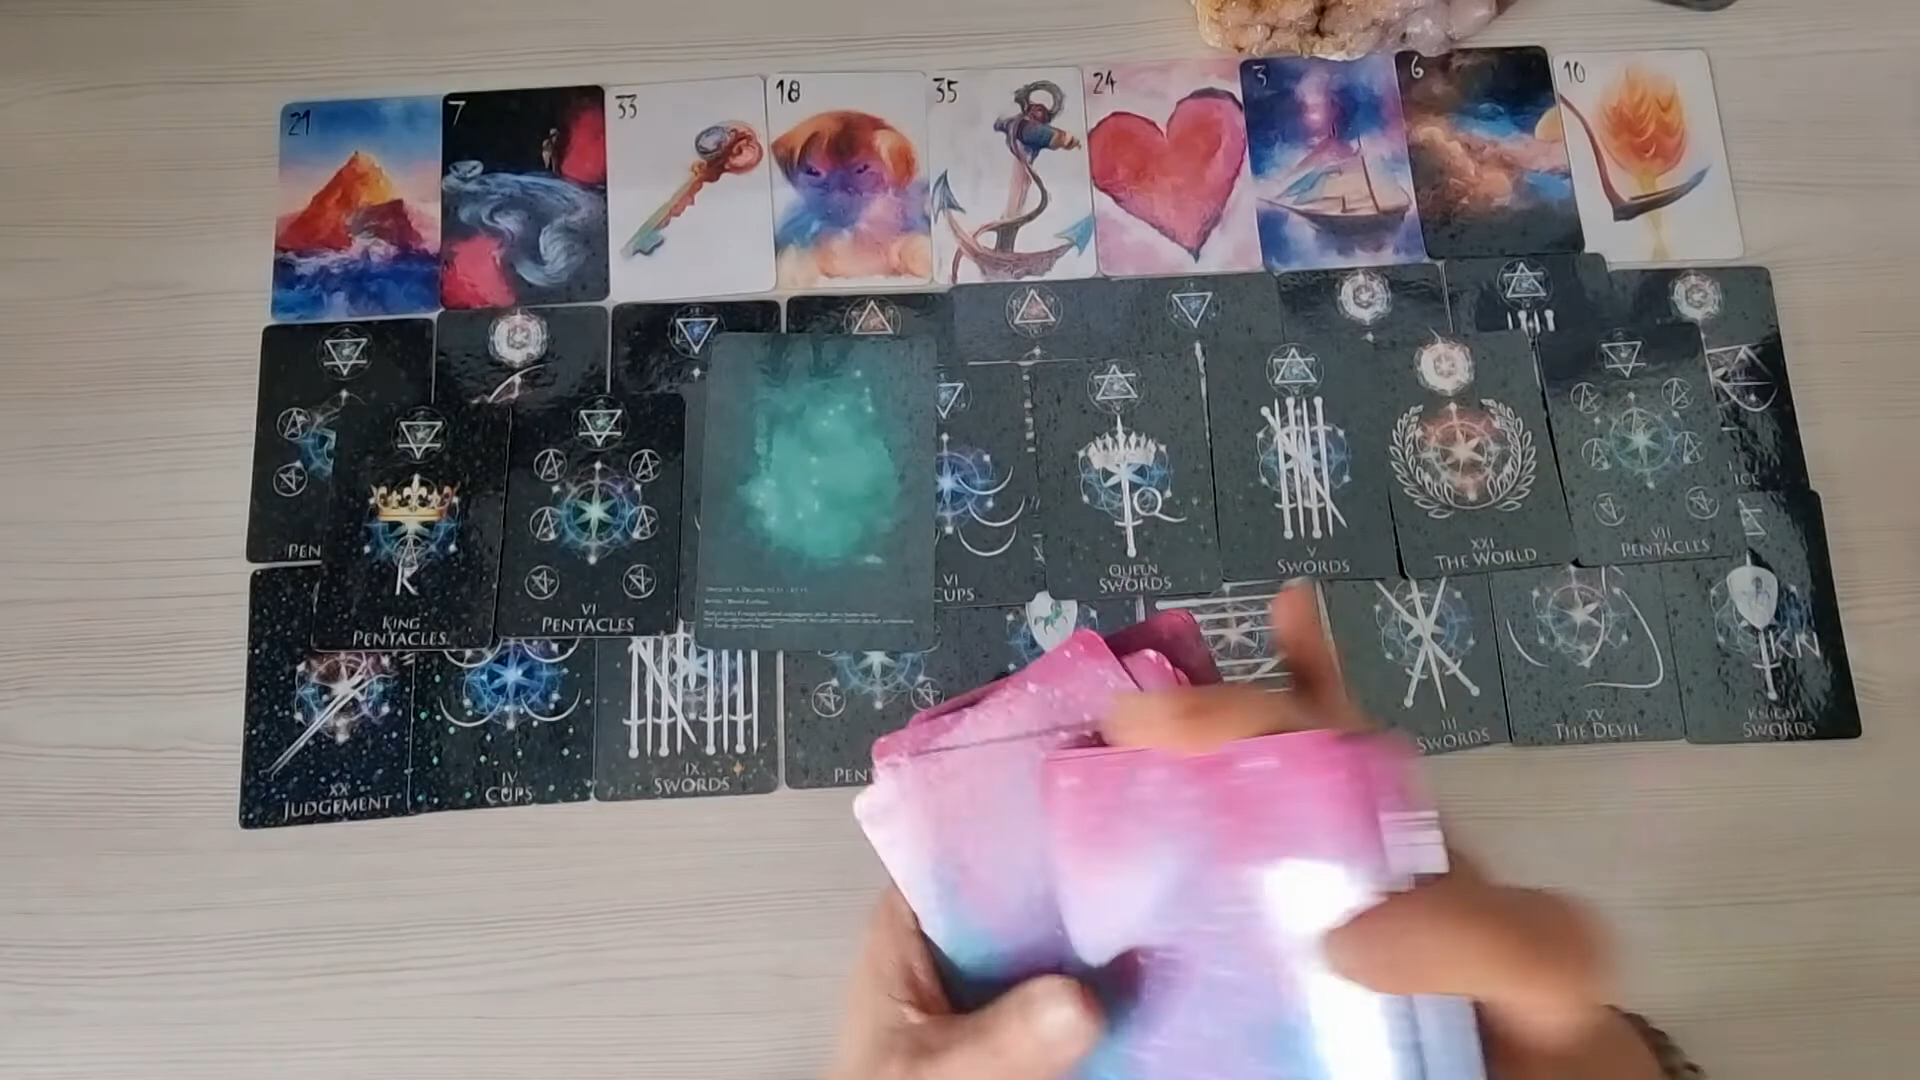 21
7
33
18
35
24
3
6
10
PEN
KING
PENTACLES
VI
PENTACLES
VI
CUPS
Q
QUEEN
SWORDS
V
SWORDS
XXI
THE WORLD
VII
PENTACLES
ICE
K
XX
JUDGEMENT
IV
CUPS
IX
SWORDS
PEN
III
SWORDS
XV
THE DEVIL
KN
KNIGHT
SWORDS